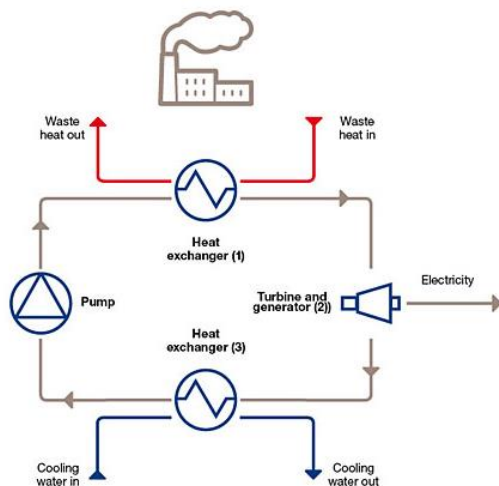 Waste
heat out
Waste
heat in
Heat
exchanger (1)
Electricity
Pump
Turbine and
generator (2))
Heat
exchanger (3)
Cooling
water in
Cooling
water out